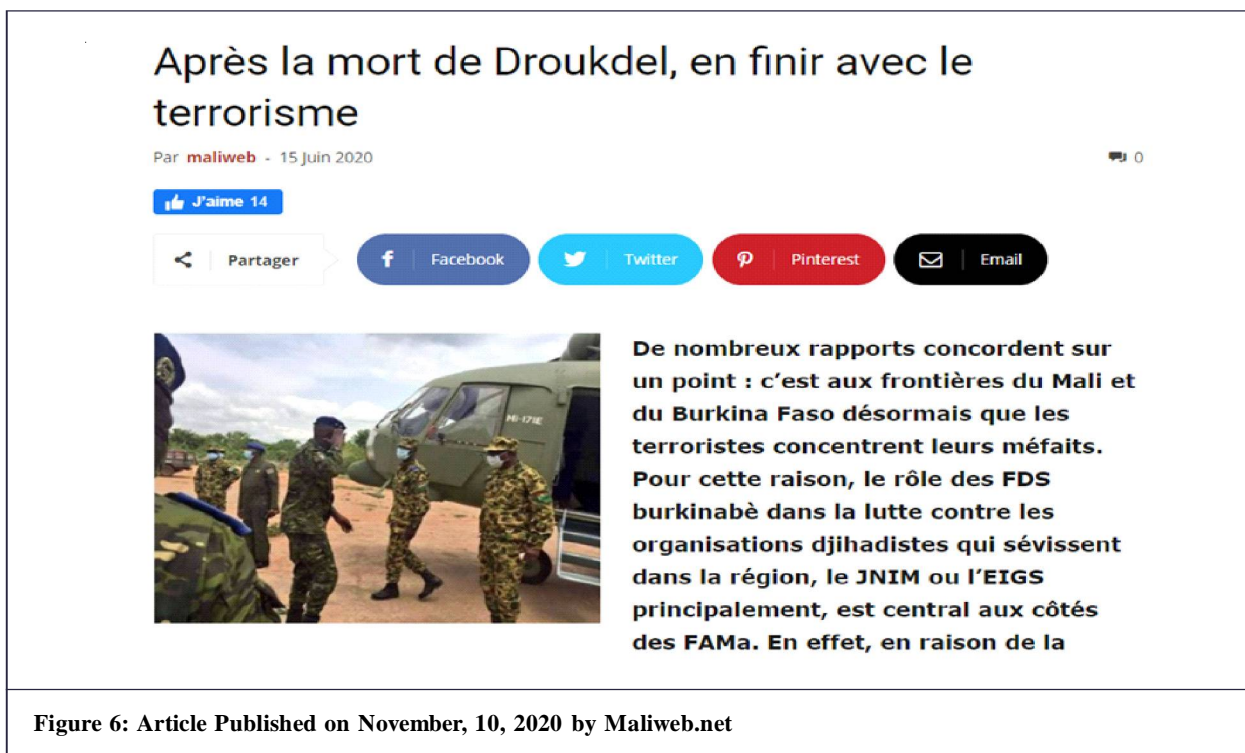 Après la mort de Droukdel, en finir avec le
terrorisme
Par maliweb - 15 Juin 2020
0
J'aime 14
Partager
Facebook
Twitter
Pinterest
Email
MI-171E
De nombreux rapports concordent sur
un point : c'est aux frontières du Mali et
du Burkina Faso désormais que les
terroristes concentrent leurs méfaits.
Pour cette raison, le rôle des FDS
burkinabè dans la lutte contre les
organisations djihadistes qui sévissent
dans la région, le JNIM ou l'EIGS
principalement, est central aux côtés
des FAMa. En effet, en raison de la
Figure 6: Article Published on November, 10, 2020 by Maliweb.net